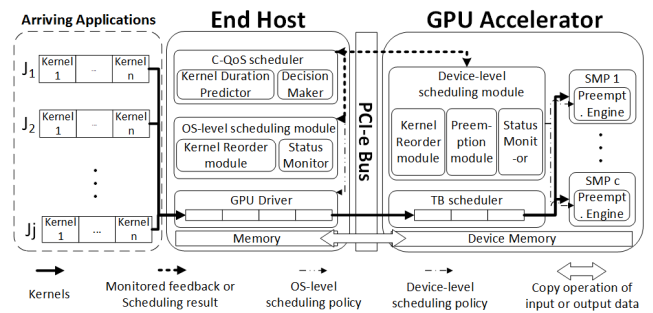 Arriving Applications
J1
Kernel
1
...
Kernel
n
J2
Kernel
1
...
Kernel
n
Jj
Kernel
1
...
Kernel
n
End Host
C-QoS scheduler
Kernel Duration
Predictor
Decision
Maker
OS-level scheduling module
Kernel Reorder
module
Status
Monitor
GPU Driver
Memory
PCI-e Bus
GPU Accelerator
Device-level
scheduling module
Kernel
Reorder
module
Preem-
ption
module
Status
Monit
-or
TB scheduler
Device Memory
SMP 1
Preempt
. Engine
SMP c
Preempt
. Engine
Kernels
Monitored feedback or
Scheduling result
OS-level
scheduling policy
Device-level
scheduling policy
Copy operation of
input or output data